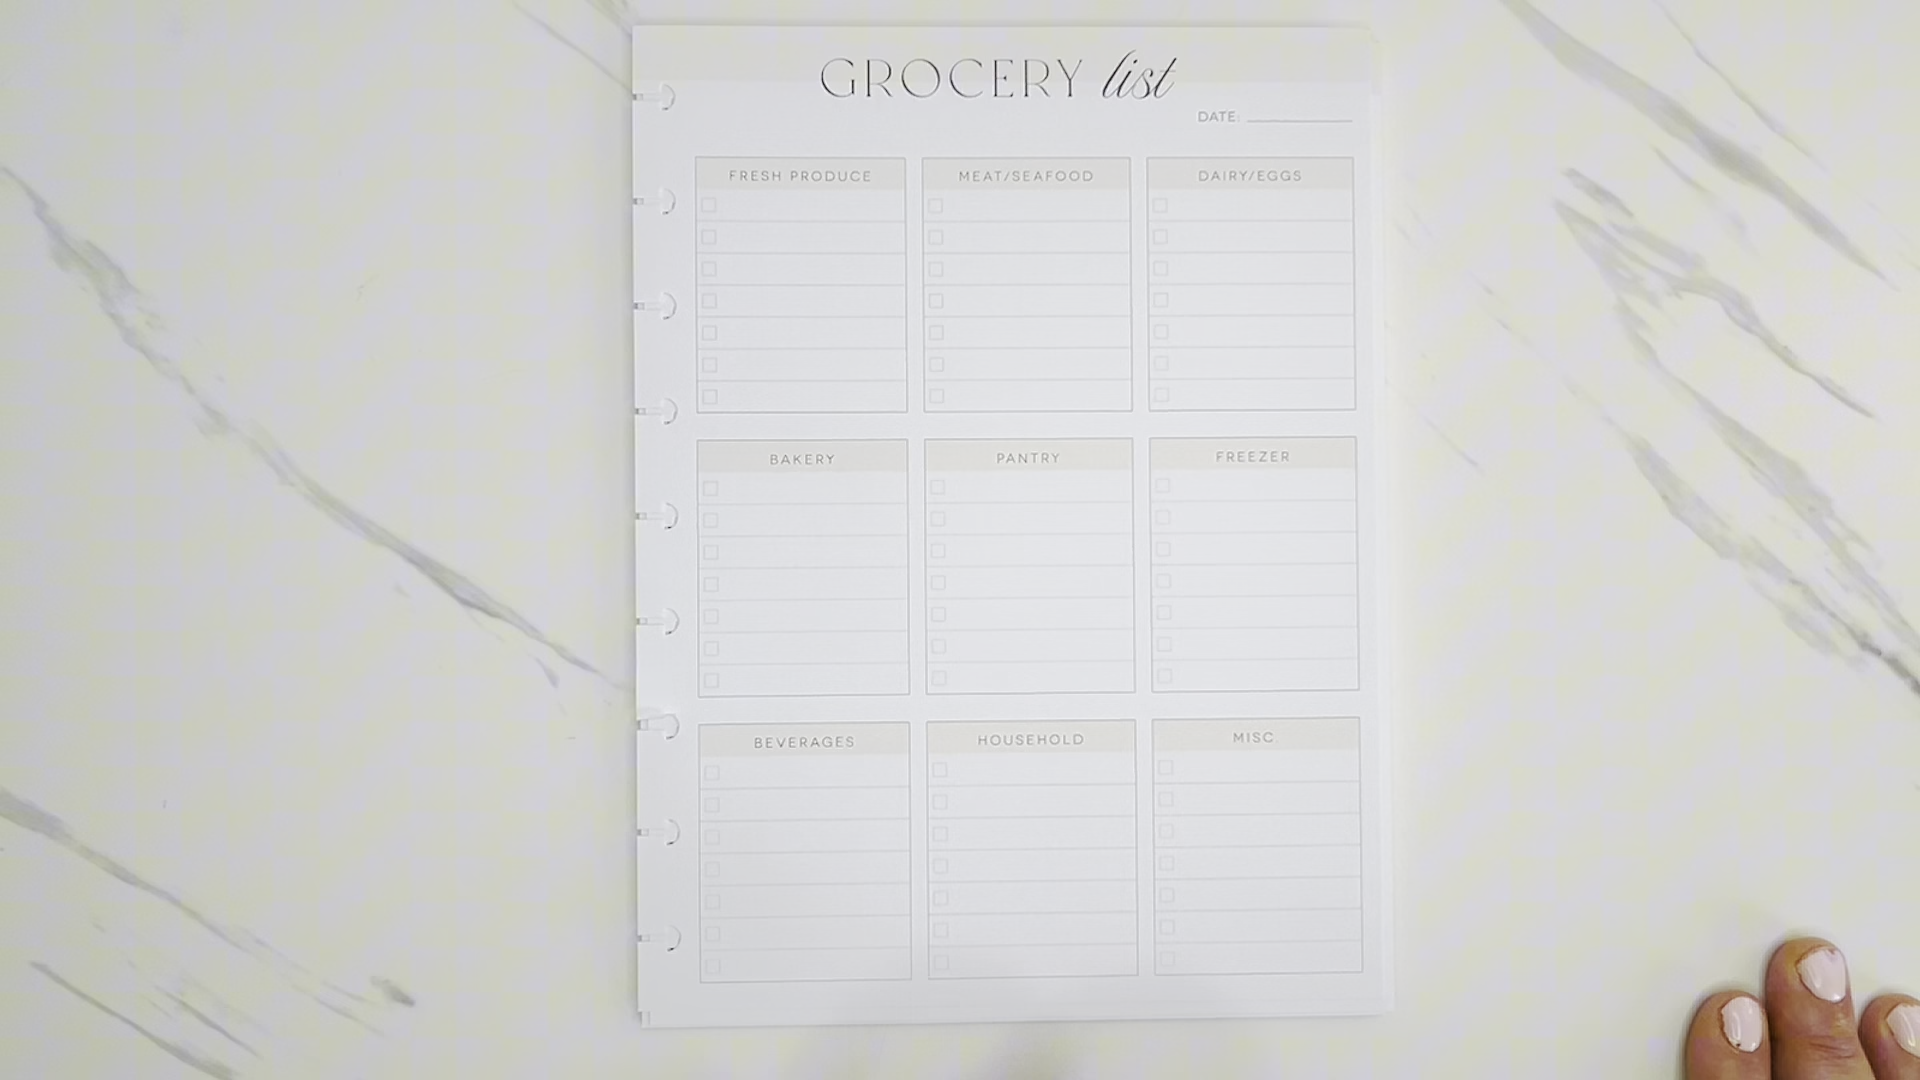 GROCERY list
DATE:
FRESH PRODUCE
MEAT/SEAFOOD
DAIRY/EGGS
BAKERY
PANTRY
FREEZER
BEVERAGES
HOUSEHOLD
MISC